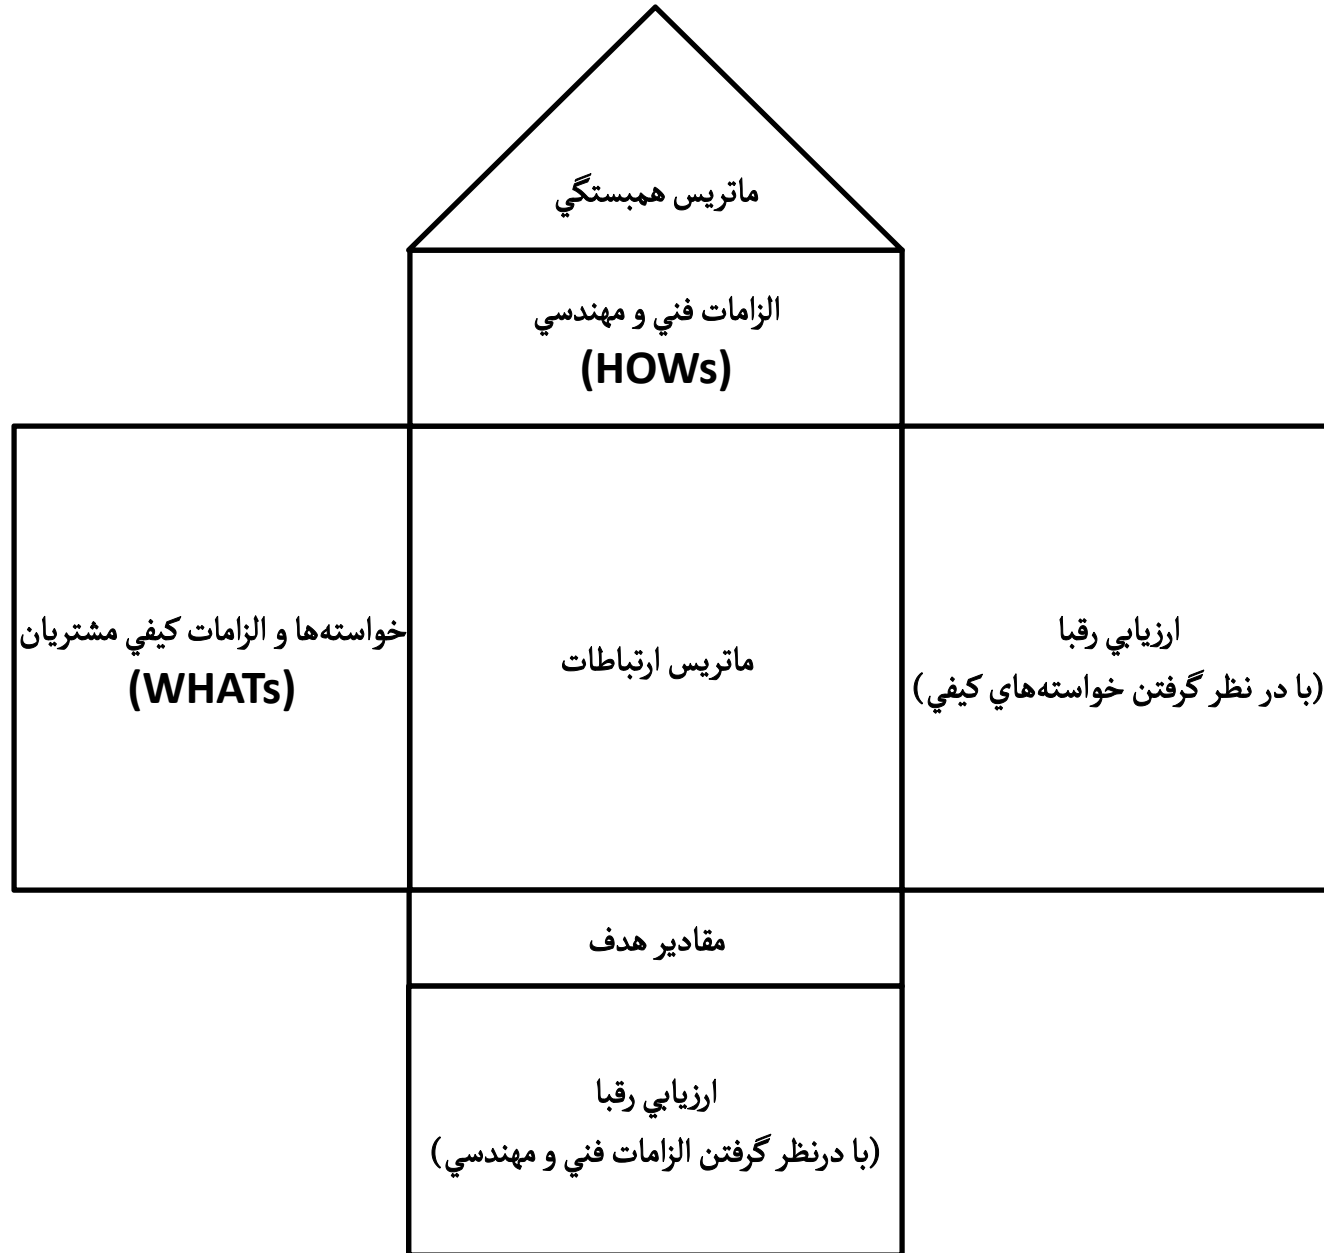 ماتريس همبستگي
الزامات فني و مهندسي
(HOWs)
خواسته‌ها و الزامات كيفي مشتريان
(WHATs)
ماتريس ارتباطات
ارزيابي رقبا
(با در نظر گرفتن خواسته‌هاي كيفي)
مقادير هدف
ارزيابي رقبا
(با درنظر گرفتن الزامات فني و مهندسي)